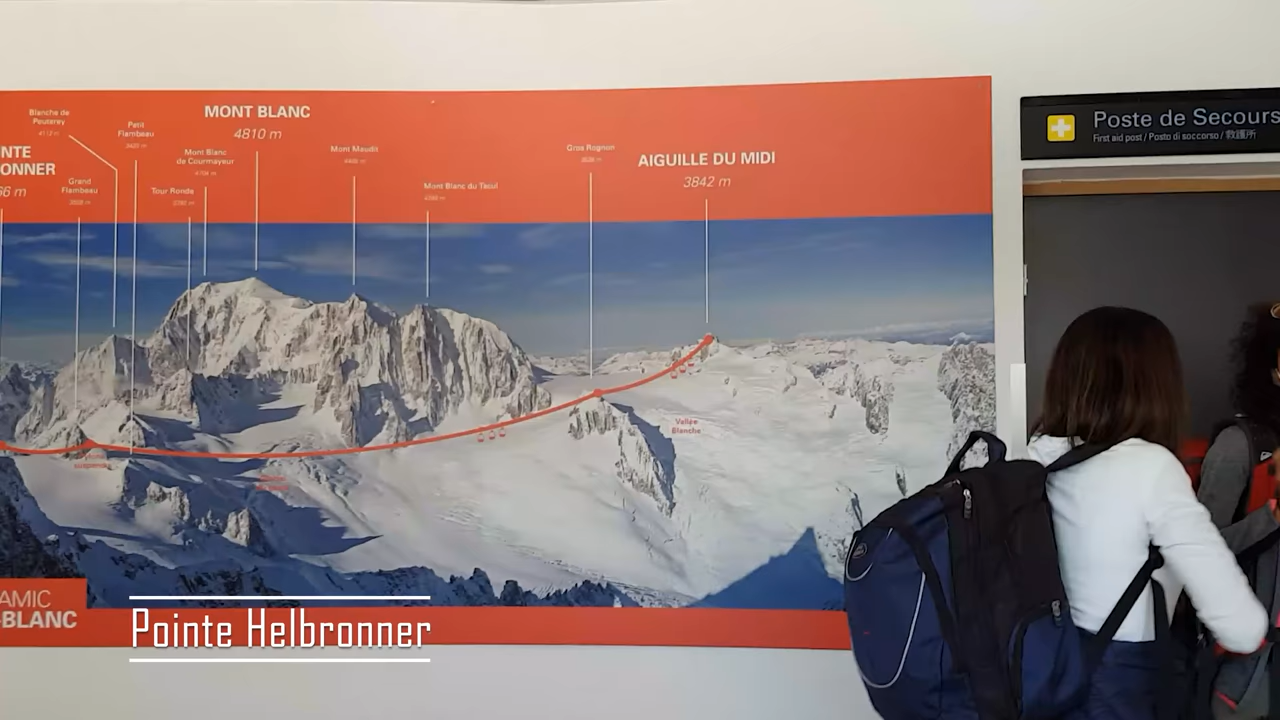 Blanche de
Peuterey
4112 m
Petit
Flambeau
MONT BLANC
4810 m
NTE
ONNER
66 m
Grand
Flambeau
Tour Ronde
Mont Blanc
de Courmayeur
Mont Maudit
Mont Blanc du Tacul
Gros Rognon
AIGUILLE DU MIDI
3842 m
Vallée
Blanche
AMIC
-BLANC
Pointe Helbronner
Poste de Secours
First aid post / Posto di soccorso / 救護所